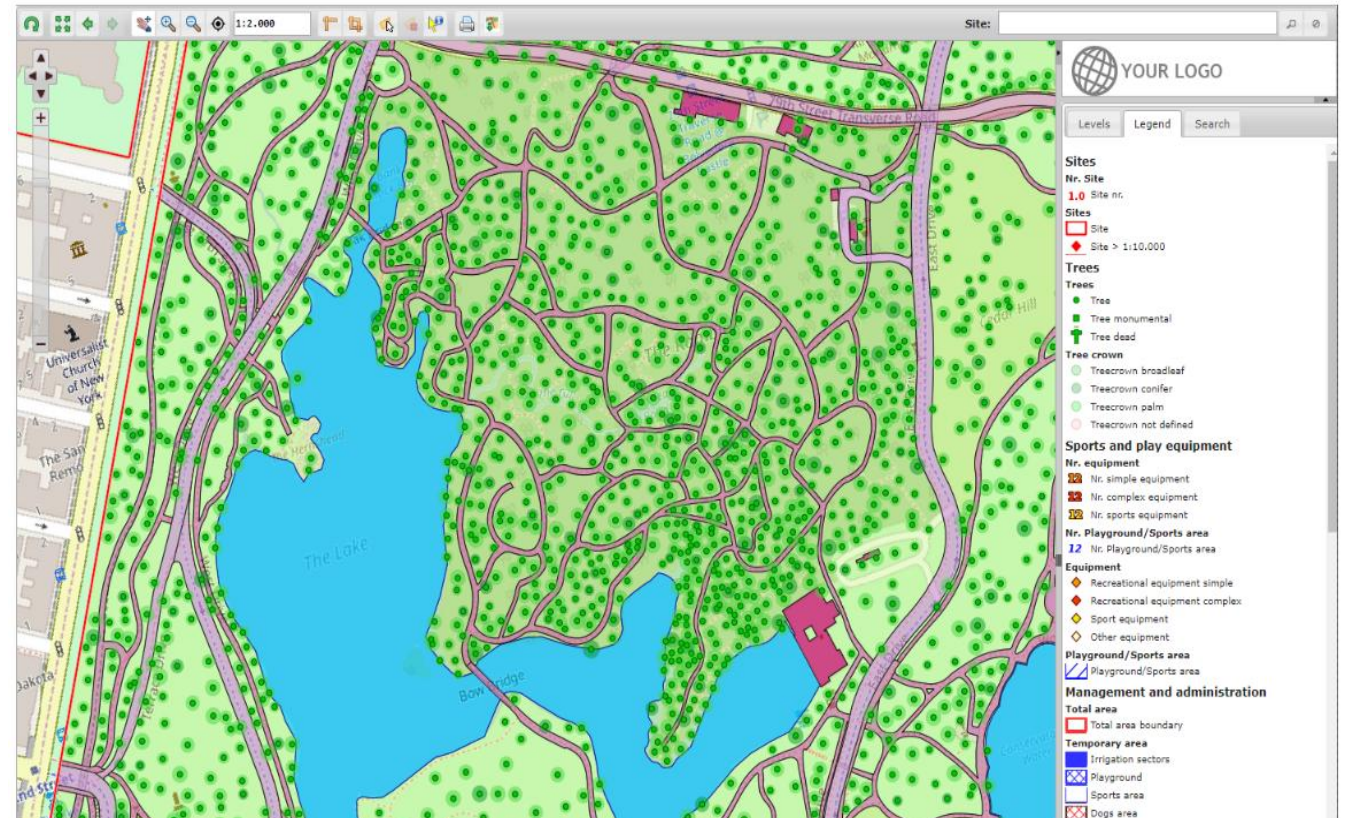 1:2.000
Site:
YOUR LOGO
Levels Legend Search
Sites
Nr. Site
1.0 Site nr.
Sites
Site
Site > 1:10.000
Trees
Trees
Tree
Tree monumental
Tree dead
Tree crown
Treecrown broadleaf
Treecrown conifer
Treecrown palm
Treecrown not defined
Sports and play equipment
Nr. equipment
12 Nr. simple equipment
12 Nr. complex equipment
12 Nr. sports equipment
Nr. Playground/Sports area
12 Nr. Playground/Sports area
Equipment
Recreational equipment simple
Recreational equipment complex
Sport equipment
Other equipment
Playground/Sports area
Playground/Sports area
Management and administration
Total area
Total area boundary
Temporary area
Irrigation sectors
Playground
Sports area
Dogs area
79th Street Transverse Road
East Drive
Cedar Hill
Universalist
Church
of New
York
The San
Remo
The Lake
Bow Bridge